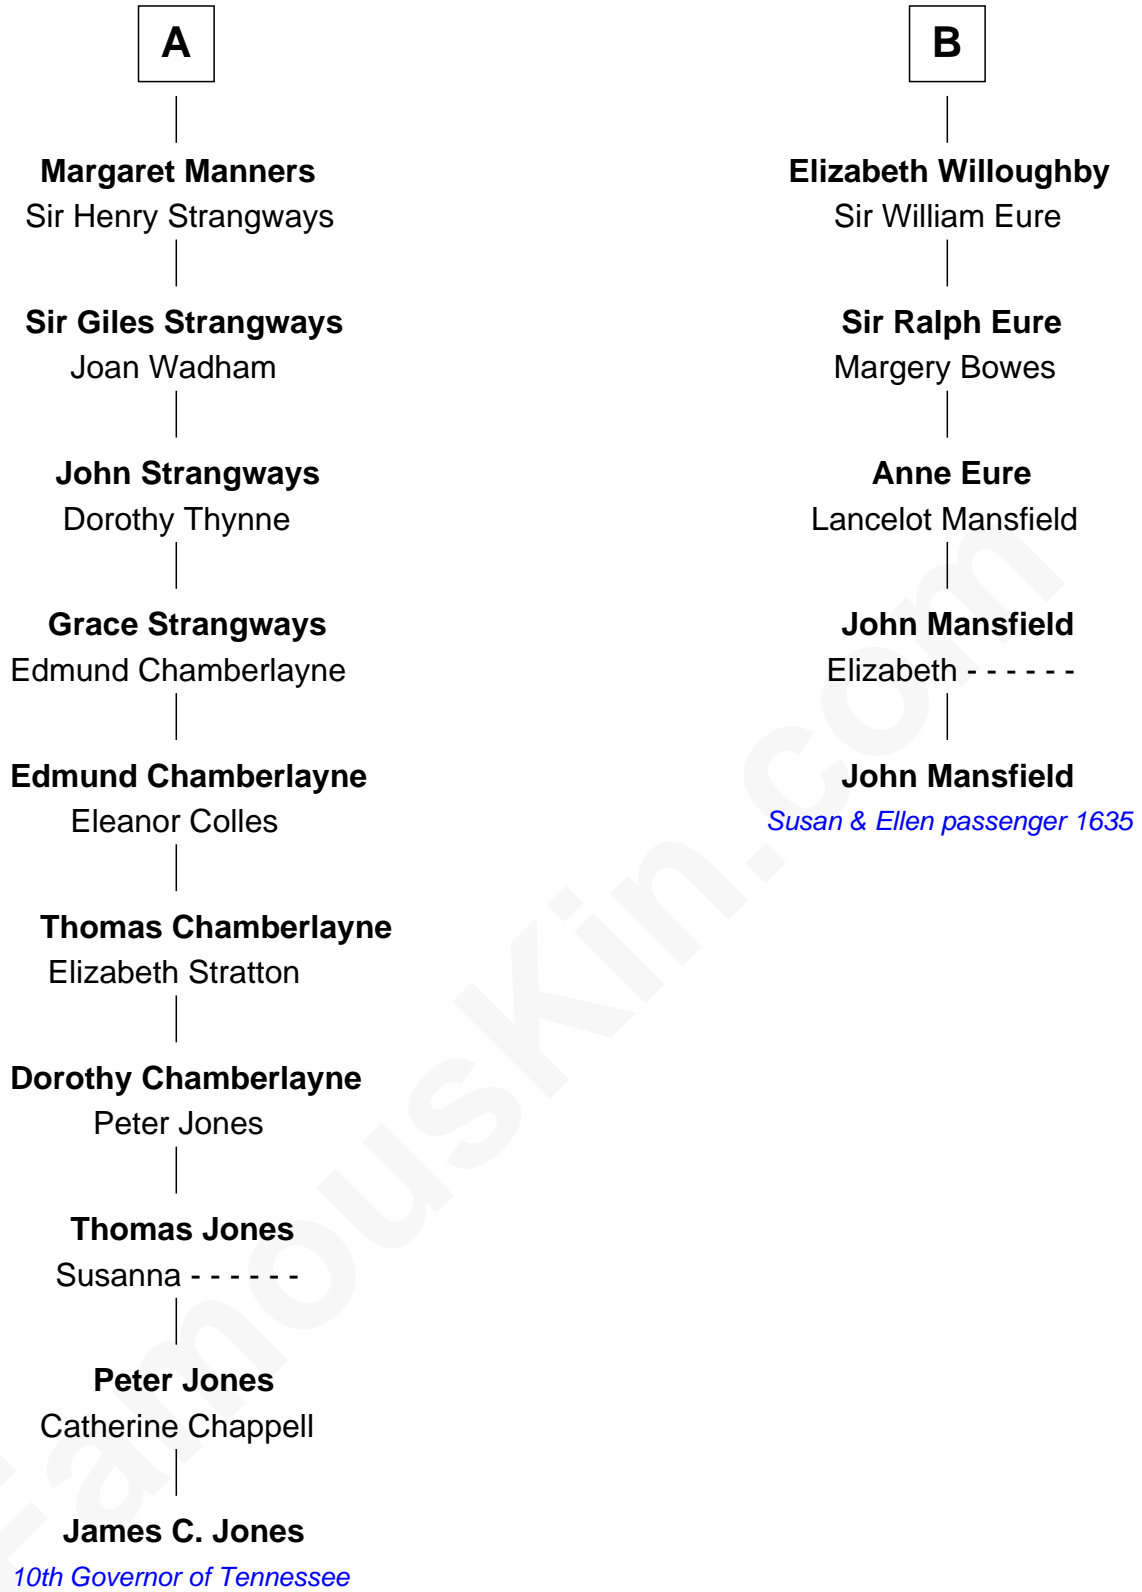 A
Margaret Manners
Sir Henry Strangways
Sir Giles Strangways
Joan Wadham
John Strangways
Dorothy Thynne
Grace Strangways
Edmund Chamberlayne
Edmund Chamberlayne
Eleanor Colles
Thomas Chamberlayne
Elizabeth Stratton
Dorothy Chamberlayne
Peter Jones
Thomas Jones
Susanna - - - - - -
Peter Jones
Catherine Chappell
James C. Jones
10th Governor of Tennessee
B
Elizabeth Willoughby
Sir William Eure
Sir Ralph Eure
Margery Bowes
Anne Eure
Lancelot Mansfield
John Mansfield
Elizabeth - - - - - -
John Mansfield
Susan & Ellen passenger 1635
FamousKin.com